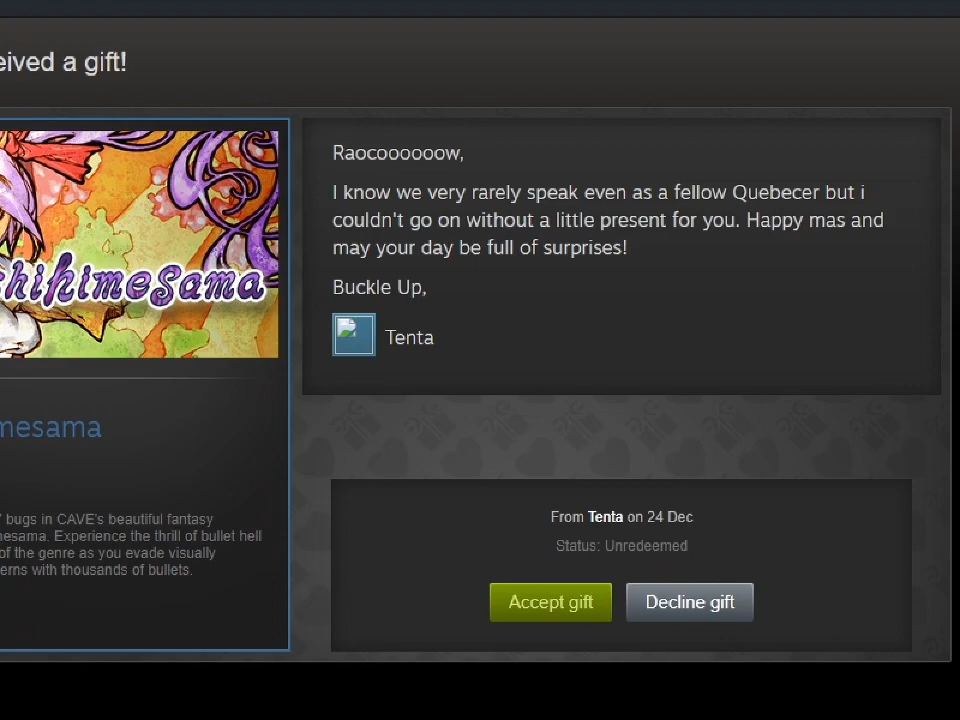 eived a gift!
hihimesama
mesama
bugs in CAVE's beautiful fantasy
mesama. Experience the thrill of bullet hell
of the genre as you evade visually
erns with thousands of bullets.
Raocoooooow,
I know we very rarely speak even as a fellow Quebecer but i
couldn't go on without a little present for you. Happy mas and
may your day be full of surprises!
Buckle Up,
Tenta
From Tenta on 24 Dec
Status: Unredeemed
Accept gift
Decline gift